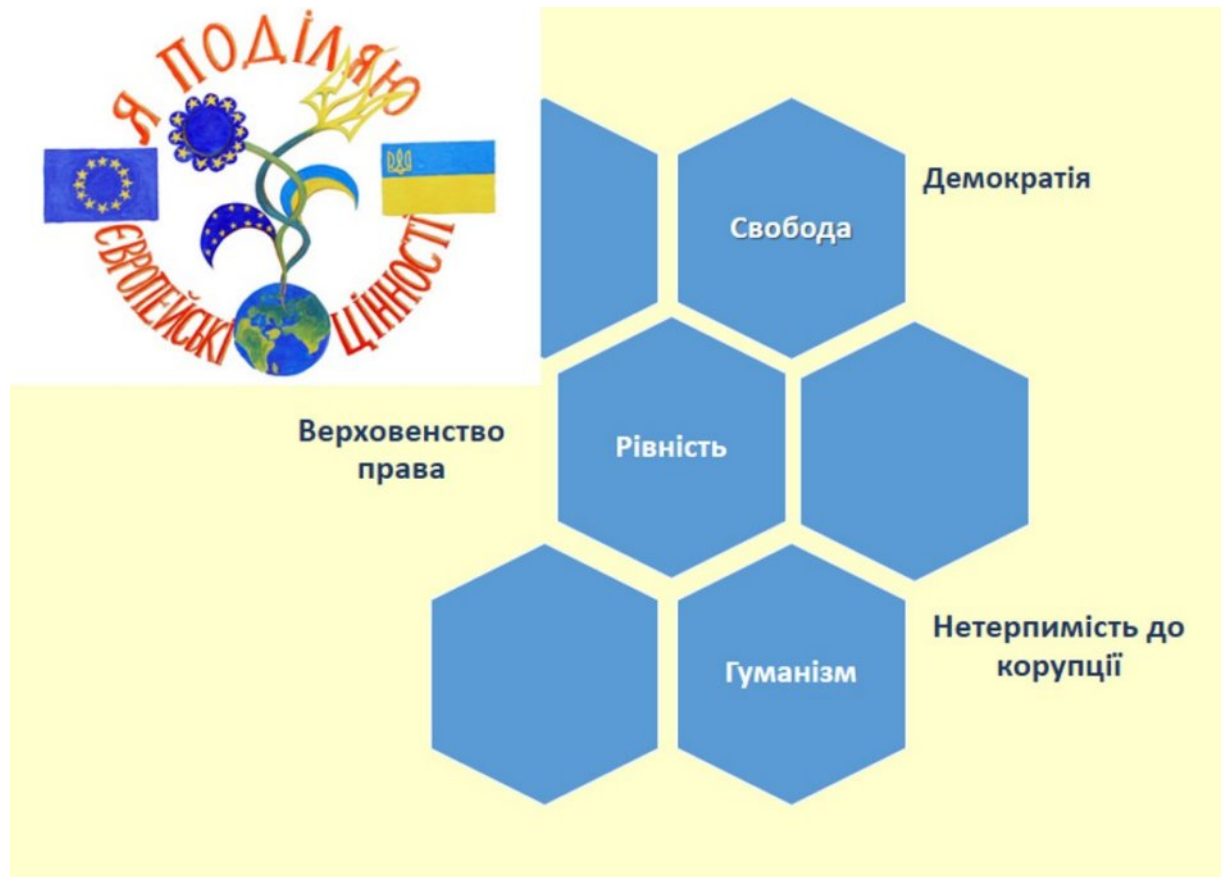 Я ПОДІЛЯЮ
ЄВРОПЕЙСЬКІ ЦІННОСТІ
Свобода
Демократія
Верховенство
права
Рівність
Нетерпимість до
корупції
Гуманізм